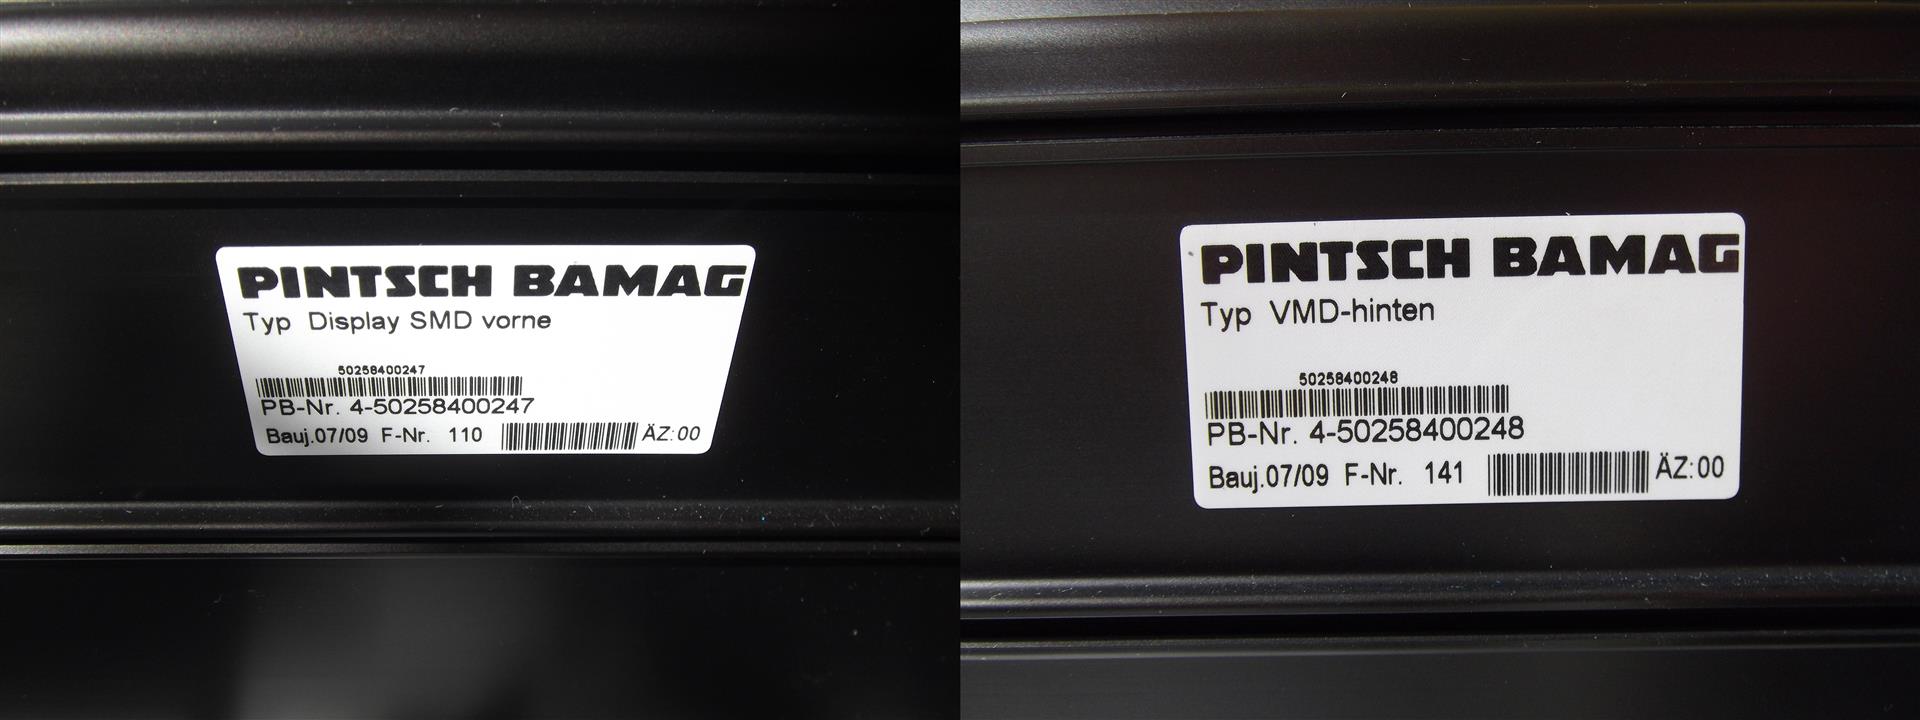 PINTSCH BAMAG
Typ Display SMD vorne
50258400247
PB-Nr. 4-50258400247
Bauj.07/09 F-Nr. 110 ÄZ:00
PINTSCH BAMAG
Typ VMD-hinten
50258400248
PB-Nr. 4-50258400248
Bauj.07/09 F-Nr. 141 ÄZ:00